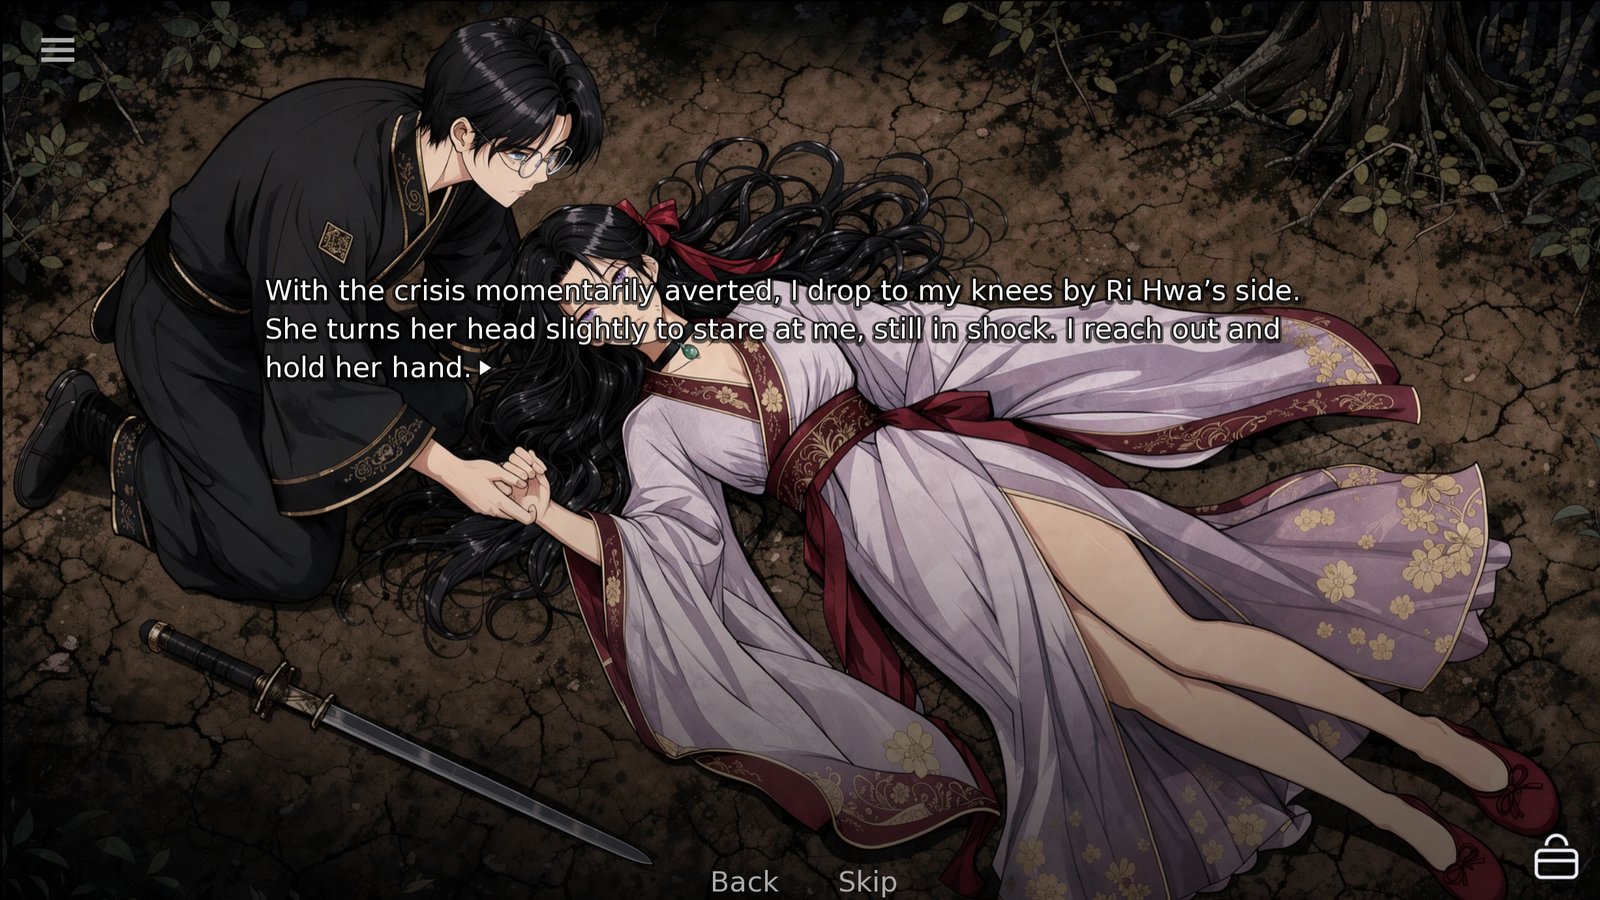 With the crisis momentarily averted, I drop to my knees by Ri Hwa’s side.
She turns her head slightly to stare at me, still in shock. I reach out and
hold her hand.
Back Skip